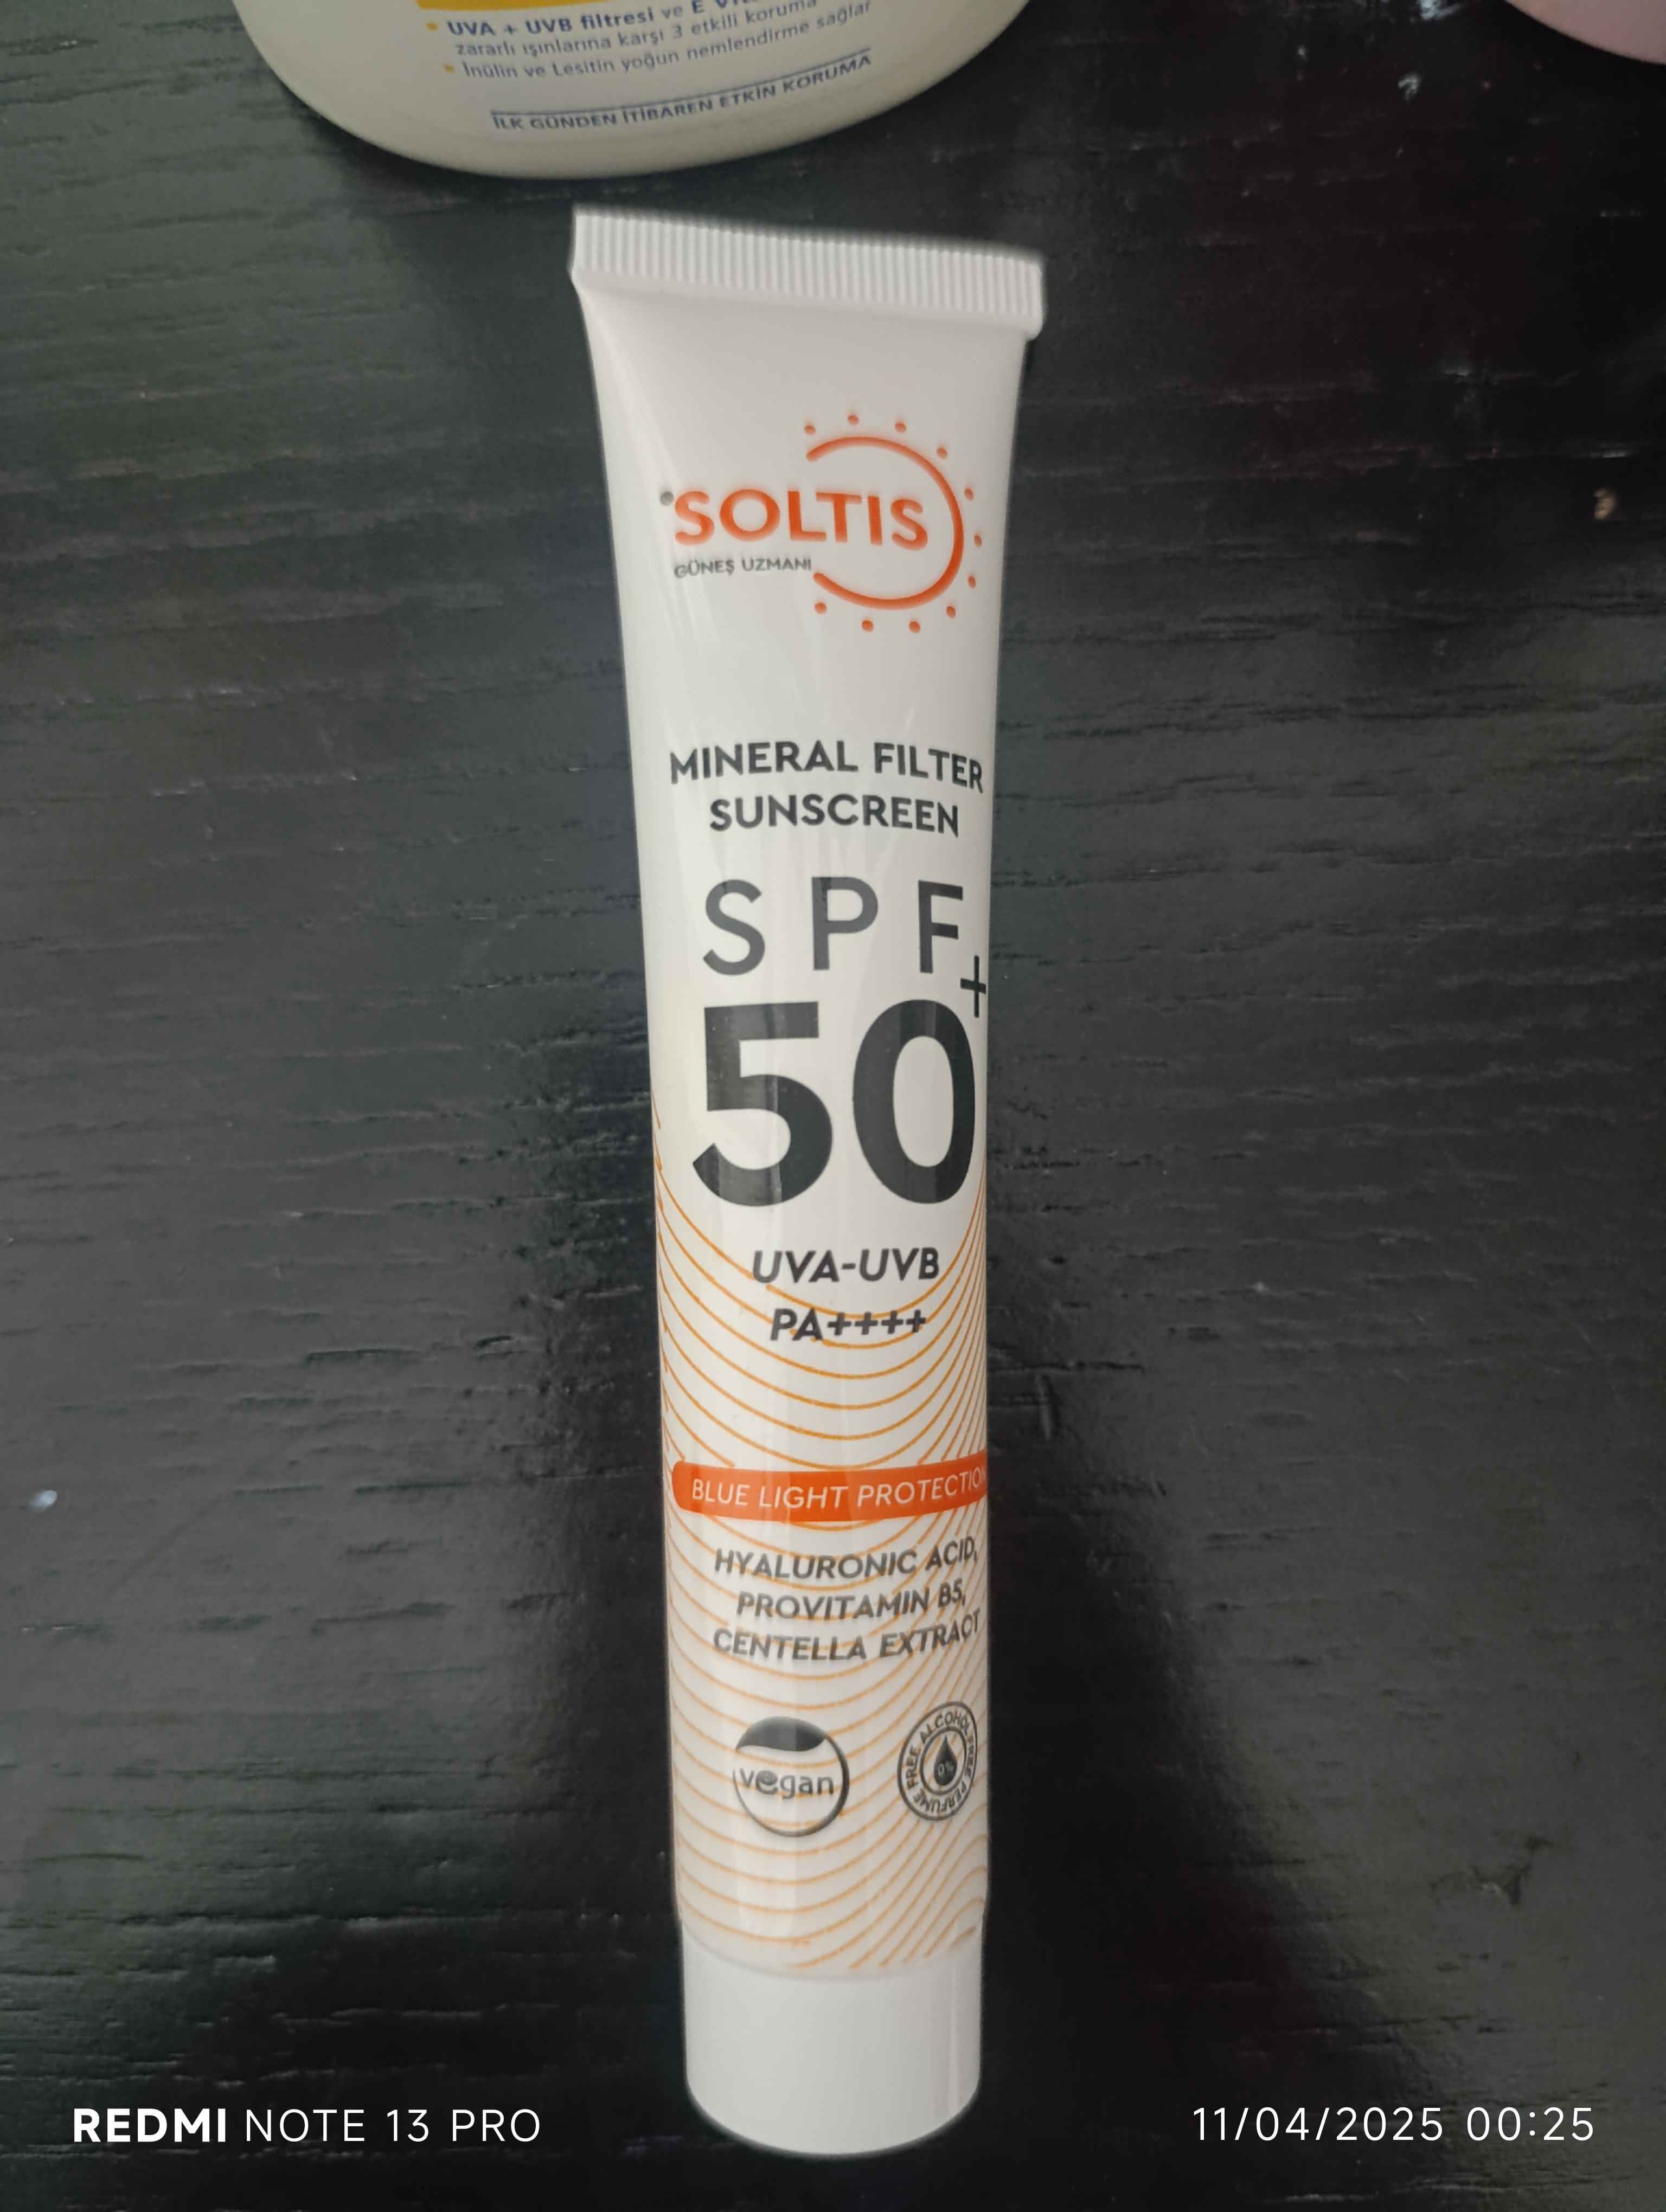 UVA + UVB filtresi ve E
zararlı ışınlarına karşı 3 etkili koruma
İnülin ve Lesitin yoğun nemlendirme sağlar
İLK GÜNDEN İTİBAREN ETKİN KORUMA
SOLTIS
GÜNEŞ UZMANI
MINERAL FILTER
SUNSCREEN
SPF
50+
UVA-UVB
PA++++
BLUE LIGHT PROTECTION
HYALURONIC ACID,
PROVITAMIN B5,
CENTELLA EXTRACT
vegan
ALCOHOL FREE PERFUME FREE
0%
REDMI NOTE 13 PRO
11/04/2025 00:25